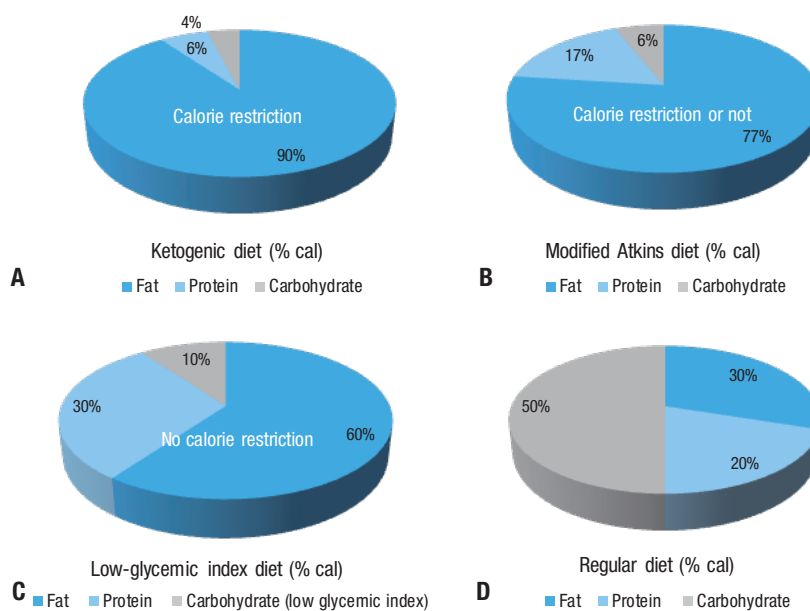 4%
6%
Calorie restriction
90%
Ketogenic diet (% cal)
A
Fat Protein Carbohydrate
6%
17%
Calorie restriction or not
77%
Modified Atkins diet (% cal)
B
Fat Protein Carbohydrate
10%
30%
No calorie restriction
60%
Low-glycemic index diet (% cal)
C
Fat Protein Carbohydrate (low glycemic index)
30%
50%
20%
Regular diet (% cal)
D
Fat Protein Carbohydrate